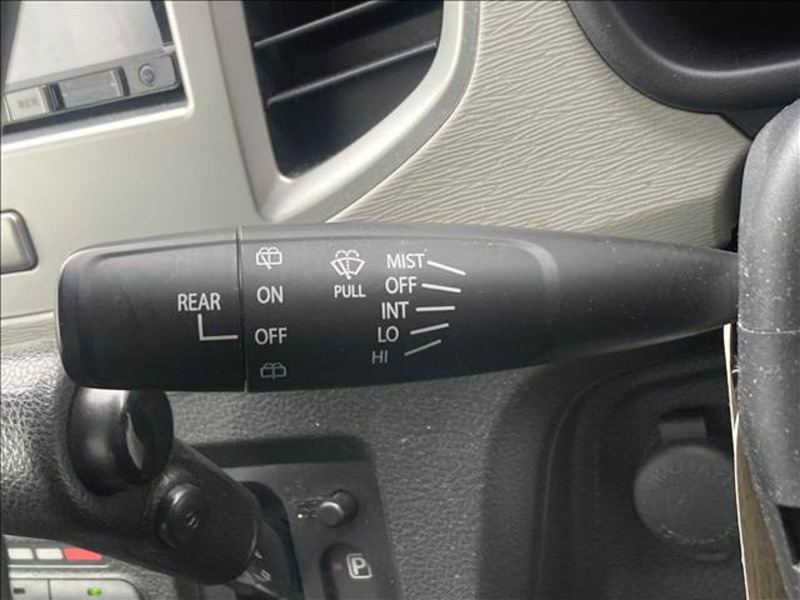 MIST
OFF
PULL
INT
LO
HI
REAR
ON
OFF
P